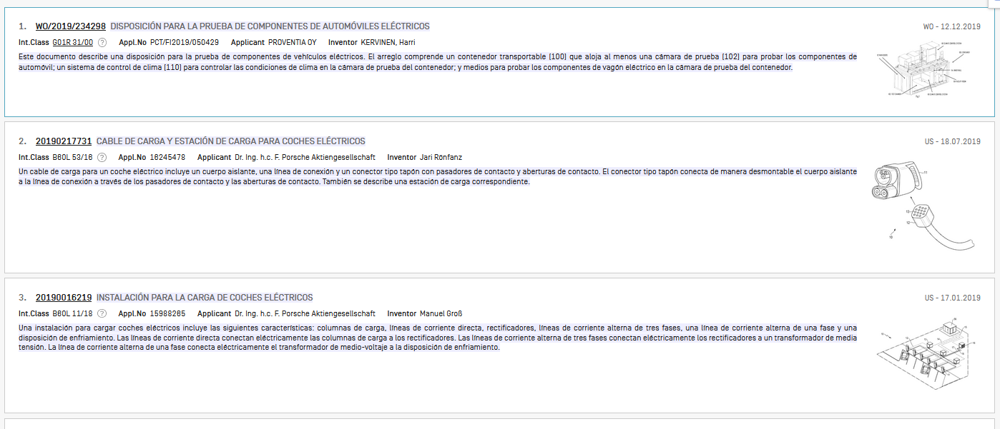 1. WO/2019/234298 DISPOSICIÓN PARA LA PRUEBA DE COMPONENTES DE AUTOMÓVILES ELÉCTRICOS WO - 12.12.2019
Int.Class G01R 31/00 ? Appl.No PCT/FI2019/050429 Applicant PROVENTIA OY Inventor KERVINEN, Harri
Este documento describe una disposición para la prueba de componentes de vehículos eléctricos. El arreglo comprende un contenedor transportable (100) que aloja al menos una cámara de prueba (102) para probar los componentes de
automóvil; un sistema de control de clima (110) para controlar las condiciones de clima en la cámara de prueba del contenedor; y medios para probar los componentes de vagón eléctrico en la cámara de prueba del contenedor.
2. 20190217731 CABLE DE CARGA Y ESTACIÓN DE CARGA PARA COCHES ELÉCTRICOS US - 18.07.2019
Int.Class B60L 53/16 ? Appl.No 16245478 Applicant Dr. Ing. h.c. F. Porsche Aktiengesellschaft Inventor Jari Rönfanz
Un cable de carga para un coche eléctrico incluye un cuerpo aislante, una línea de conexión y un conector tipo tapón con pasadores de contacto y aberturas de contacto. El conector tipo tapón conecta de manera desmontable el cuerpo aislante
a la línea de conexión a través de los pasadores de contacto y las aberturas de contacto. También se describe una estación de carga correspondiente.
11
13
12
10
3. 20190016219 INSTALACIÓN PARA LA CARGA DE COCHES ELÉCTRICOS US - 17.01.2019
Int.Class B60L 11/18 ? Appl.No 15988265 Applicant Dr. Ing. h.c. F. Porsche Aktiengesellschaft Inventor Manuel Groß
Una instalación para cargar coches eléctricos incluye las siguientes características: columnas de carga, líneas de corriente directa, rectificadores, líneas de corriente alterna de tres fases, una línea de corriente alterna de una fase y una
disposición de enfriamiento. Las líneas de corriente directa conectan eléctricamente las columnas de carga a los rectificadores. Las líneas de corriente alterna de tres fases conectan eléctricamente los rectificadores a un transformador de media
tensión. La línea de corriente alterna de una fase conecta eléctricamente el transformador de medio-voltaje a la disposición de enfriamiento.